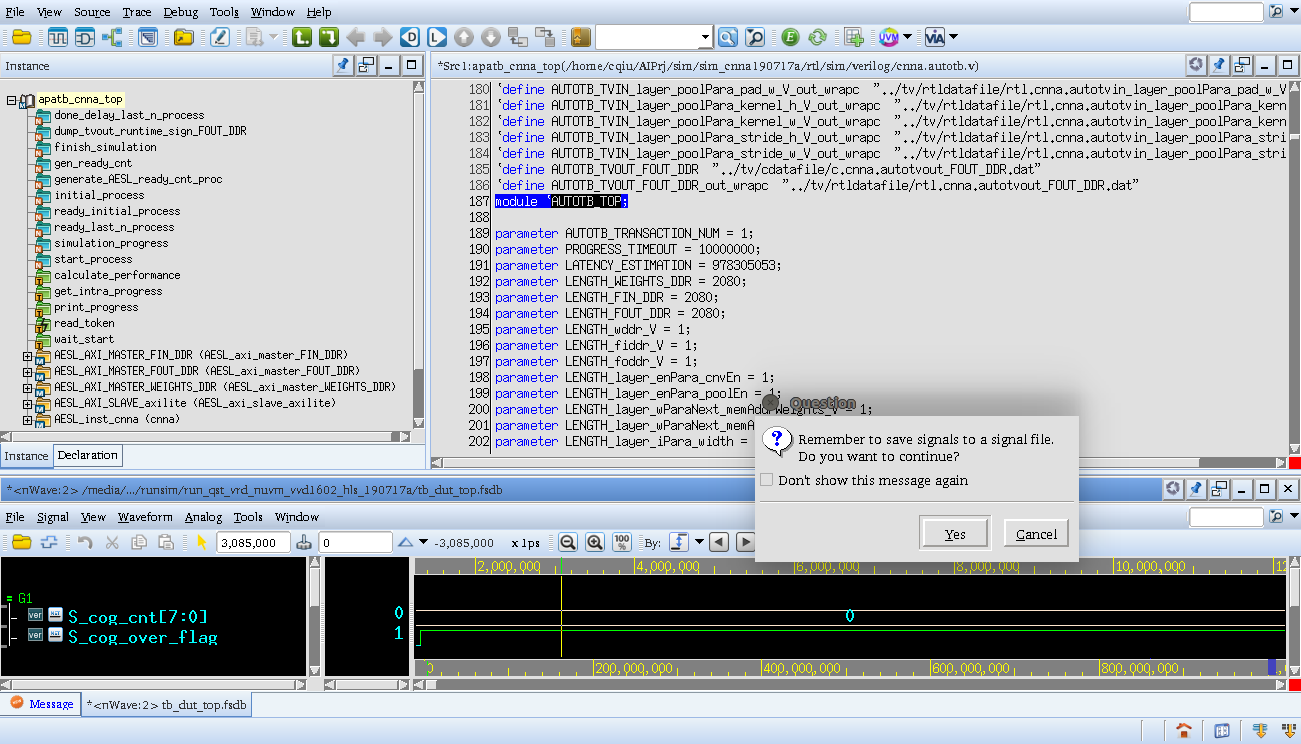 File View Source Trace Debug Tools Window Help
Instance
*Src1:apatb_cnna_top(/home/cqiu/AIPrj/sim/sim_cnna190717a/rtl/sim/verilog/cnna.autotb.v)
apatb_cnna_top
done_delay_last_n_process
dump_tvout_runtime_sign_FOUT_DDR
finish_simulation
gen_ready_cnt
generate_AESL_ready_cnt_proc
initial_process
ready_initial_process
ready_last_n_process
simulation_progress
start_process
calculate_performance
get_intra_progress
print_progress
read_token
wait_start
AESL_AXI_MASTER_FIN_DDR (AESL_axi_master_FIN_DDR)
AESL_AXI_MASTER_FOUT_DDR (AESL_axi_master_FOUT_DDR)
AESL_AXI_MASTER_WEIGHTS_DDR (AESL_axi_master_WEIGHTS_DDR)
AESL_AXI_SLAVE_axilite (AESL_axi_slave_axilite)
AESL_inst_cnna (cnna)
Instance Declaration
180 `define AUTOTB_TVIN_layer_poolPara_pad_w_V_out_wrapc "../tv/rtldatafile/rtl.cnna.autotvin_layer_poolPara_pad_w_V
181 `define AUTOTB_TVIN_layer_poolPara_kernel_h_V_out_wrapc "../tv/rtldatafile/rtl.cnna.autotvin_layer_poolPara_kern
182 `define AUTOTB_TVIN_layer_poolPara_kernel_w_V_out_wrapc "../tv/rtldatafile/rtl.cnna.autotvin_layer_poolPara_kern
183 `define AUTOTB_TVIN_layer_poolPara_stride_h_V_out_wrapc "../tv/rtldatafile/rtl.cnna.autotvin_layer_poolPara_stri
184 `define AUTOTB_TVIN_layer_poolPara_stride_w_V_out_wrapc "../tv/rtldatafile/rtl.cnna.autotvin_layer_poolPara_stri
185 `define AUTOTB_TVOUT_FOUT_DDR "../tv/cdatafile/c.cnna.autotvout_FOUT_DDR.dat"
186 `define AUTOTB_TVOUT_FOUT_DDR_out_wrapc "../tv/rtldatafile/rtl.cnna.autotvout_FOUT_DDR.dat"
187 module `AUTOTB_TOP;
188
189 parameter AUTOTB_TRANSACTION_NUM = 1;
190 parameter PROGRESS_TIMEOUT = 10000000;
191 parameter LATENCY_ESTIMATION = 978305053;
192 parameter LENGTH_WEIGHTS_DDR = 2080;
193 parameter LENGTH_FIN_DDR = 2080;
194 parameter LENGTH_FOUT_DDR = 2080;
195 parameter LENGTH_wddr_V = 1;
196 parameter LENGTH_fiddr_V = 1;
197 parameter LENGTH_foddr_V = 1;
198 parameter LENGTH_layer_enPara_cnvEn = 1;
199 parameter LENGTH_layer_enPara_poolEn = 1;
200 parameter LENGTH_layer_wParaNext_memAddrWeights_V = 1;
201 parameter LENGTH_layer_wParaNext_memA
202 parameter LENGTH_layer_iPara_width =
Question
Remember to save signals to a signal file.
Do you want to continue?
Don't show this message again
Yes Cancel
*<nWave:2> /media/.../runsim/run_qst_vrd_nuvm_vvd1602_hls_190717a/tb_dut_top.fsdb
File Signal View Waveform Analog Tools Window
3,085,000 0 -3,085,000 x 1ps 100% By:
2,000,000 4,000,000 6,000,000 8,000,000 10,000,000 12
= G1
S_cog_cnt[7:0] 0 0
S_cog_over_flag 1
0 200,000,000 400,000,000 600,000,000 800,000,000
Message *<nWave:2> tb_dut_top.fsdb